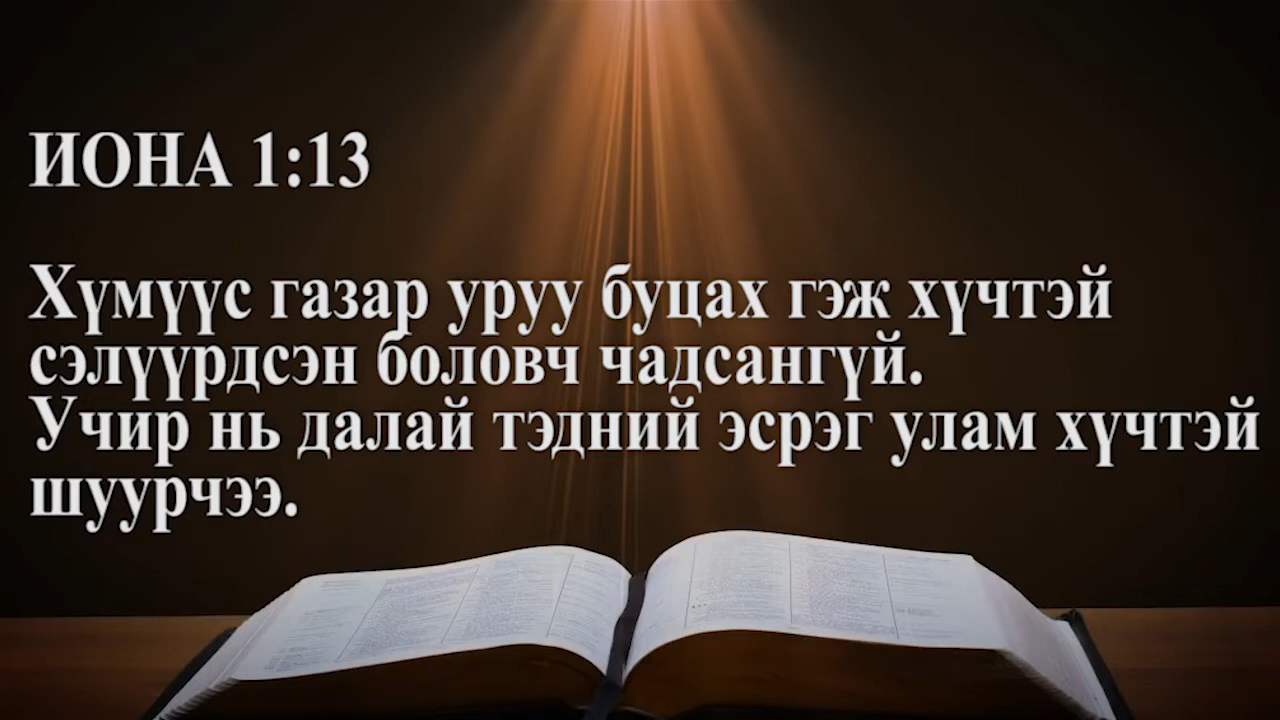 ИОНА 1:13
Хүмүүс газар уруу буцах гэж хүчтэй
сэлүүрдсэн боловч чадсангүй.
Учир нь далай тэдний эсрэг улам хүчтэй
шуурчээ.